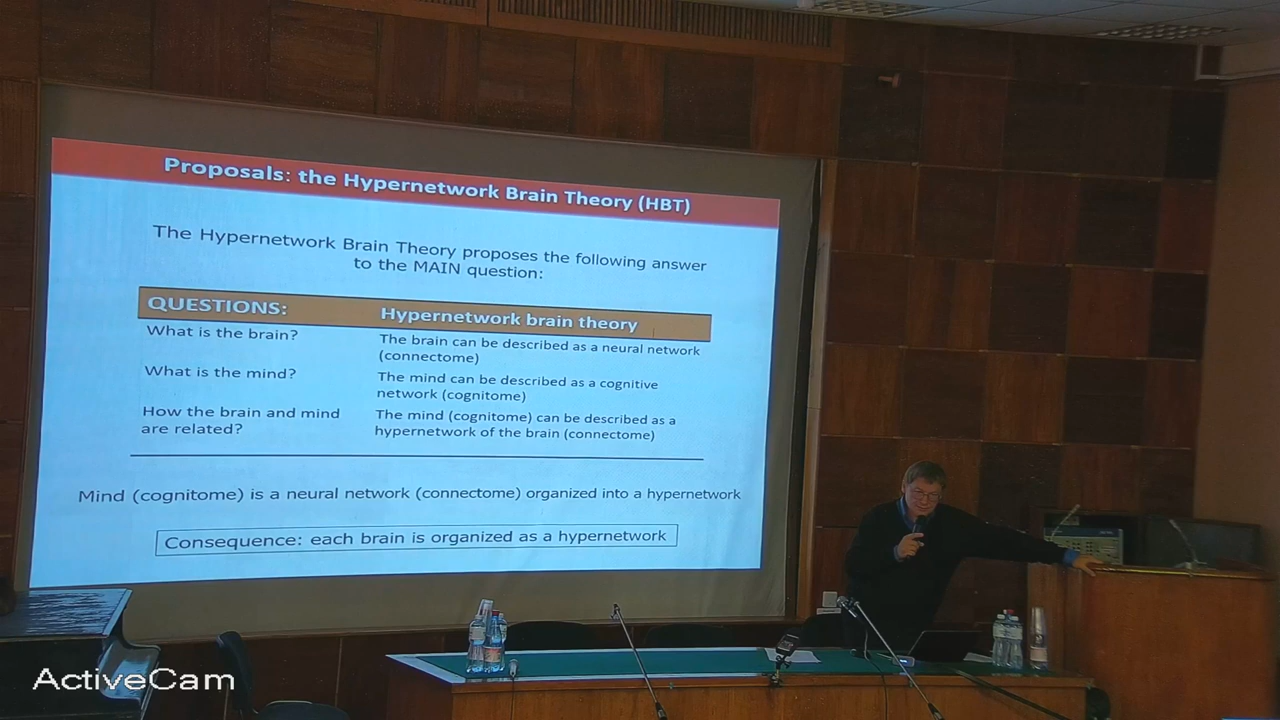 Proposals: the Hypernetwork Brain Theory (HBT)
The Hypernetwork Brain Theory proposes the following answer
to the MAIN question:
QUESTIONS: Hypernetwork brain theory
What is the brain? The brain can be described as a neural network
(connectome)
What is the mind? The mind can be described as a cognitive
network (cognitome)
How the brain and mind The mind (cognitome) can be described as a
are related? hypernetwork of the brain (connectome)
Mind (cognitome) is a neural network (connectome) organized into a hypernetwork
Consequence: each brain is organized as a hypernetwork
ActiveCam